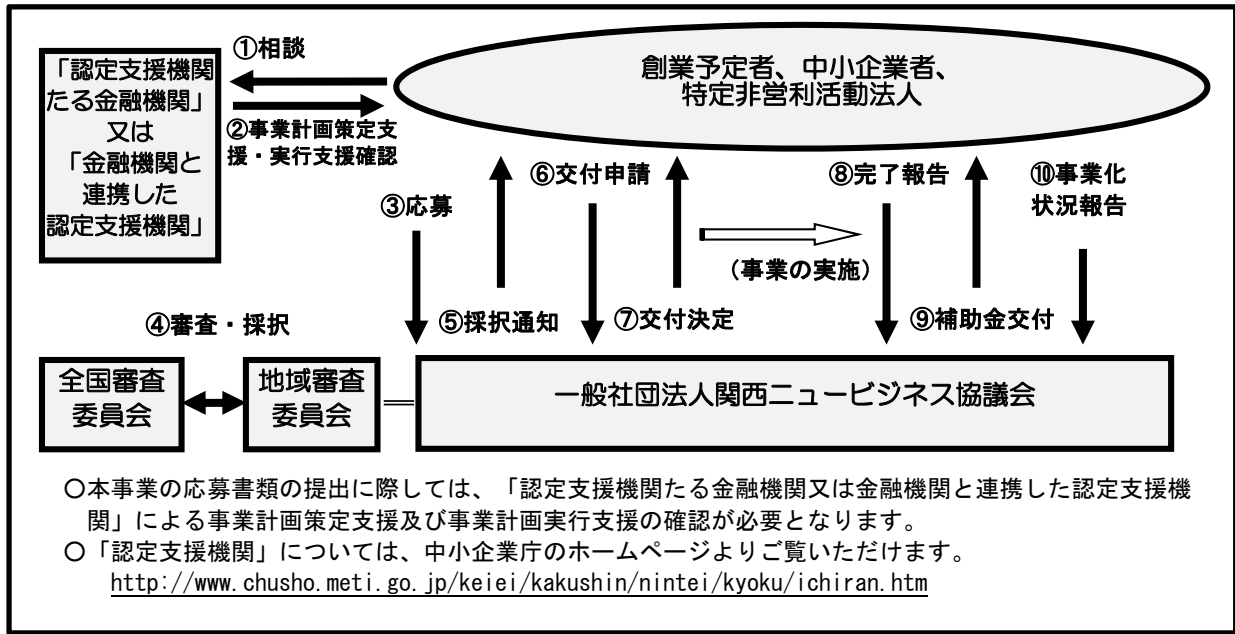 ①相談
「認定支援機関
たる金融機関」
又は
「金融機関と
連携した
認定支援機関」
②事業計画策定支
援・実行支援確認
創業予定者、中小企業者、
特定非営利活動法人
③応募
⑤採択通知
⑥交付申請
⑦交付決定
(事業の実施)
⑧完了報告
⑨補助金交付
⑩事業化
状況報告
④審査・採択
全国審査
委員会
地域審査
委員会
一般社団法人関西ニュービジネス協議会
○本事業の応募書類の提出に際しては、「認定支援機関たる金融機関又は金融機関と連携した認定支援機
関」による事業計画策定支援及び事業計画実行支援の確認が必要となります。
○「認定支援機関」については、中小企業庁のホームページよりご覧いただけます。
http://www.chusho.meti.go.jp/keiei/kakushin/nintei/kyoku/ichiran.htm